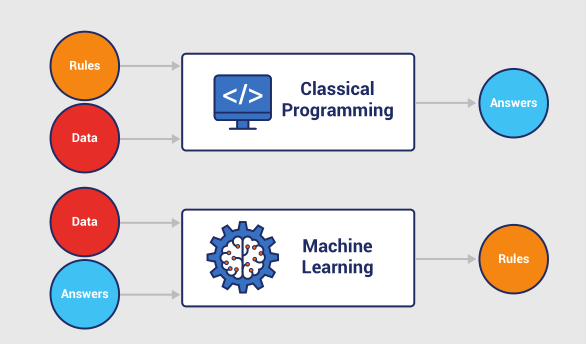 Rules
Data
</>
Classical
Programming
Answers
Data
Answers
Machine
Learning
Rules